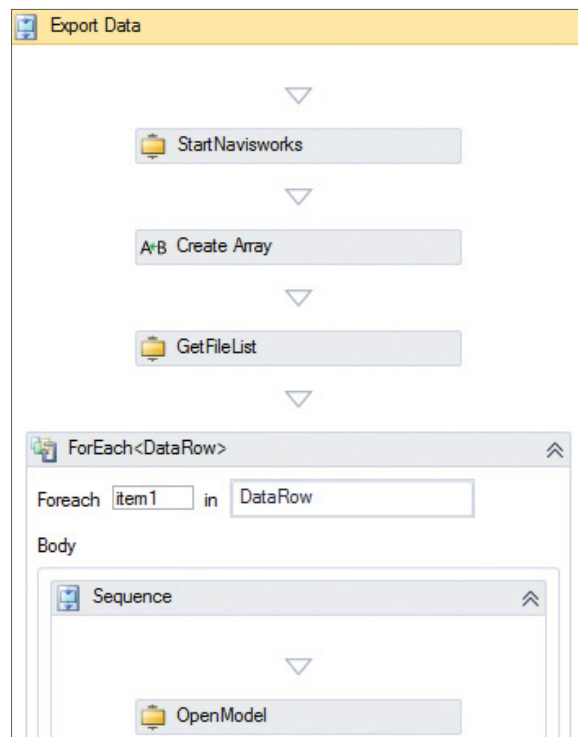 Export Data
StartNavisworks
A+B Create Array
GetFileList
ForEach<DataRow>
Foreach item1 in DataRow
Body
Sequence
OpenModel